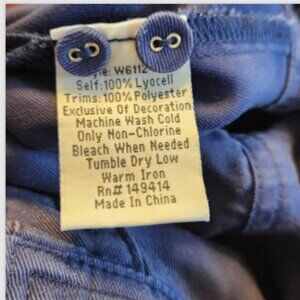 yle: W6112
Self:100% Lyocell
Trims:100% Polyester
Exclusive Of Decoration
Machine Wash Cold
Only Non-Chlorine
Bleach When Needed
Tumble Dry Low
Warm Iron
Rn# 149414
Made In China